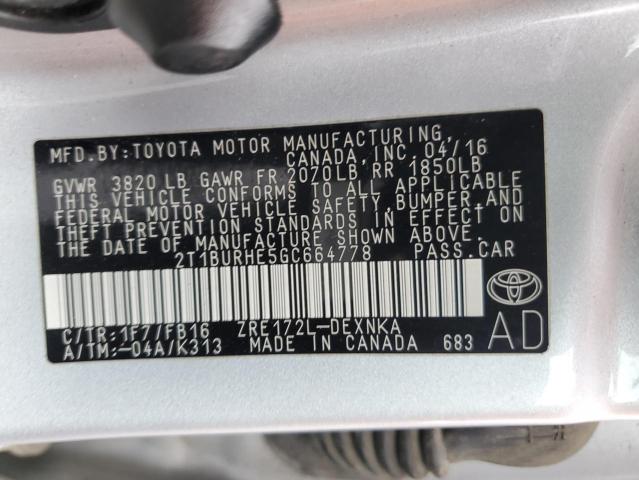 MFD.BY:TOYOTA MOTOR MANUFACTURING,
CANADA, INC. 04/16
GVWR 3820 LB GAWR FR 2070LB RR 1850LB
THIS VEHICLE CONFORMS TO ALL APPLICABLE
FEDERAL MOTOR VEHICLE SAFETY, BUMPER, AND
THEFT PREVENTION STANDARDS IN EFFECT ON
THE DATE OF MANUFACTURE SHOWN ABOVE.
2T1BURHE5GC664778 PASS.CAR
C/TR:1F7/FB16 ZRE172L-DEXNKA
A/TM:-04A/K313 MADE IN CANADA 683
AD